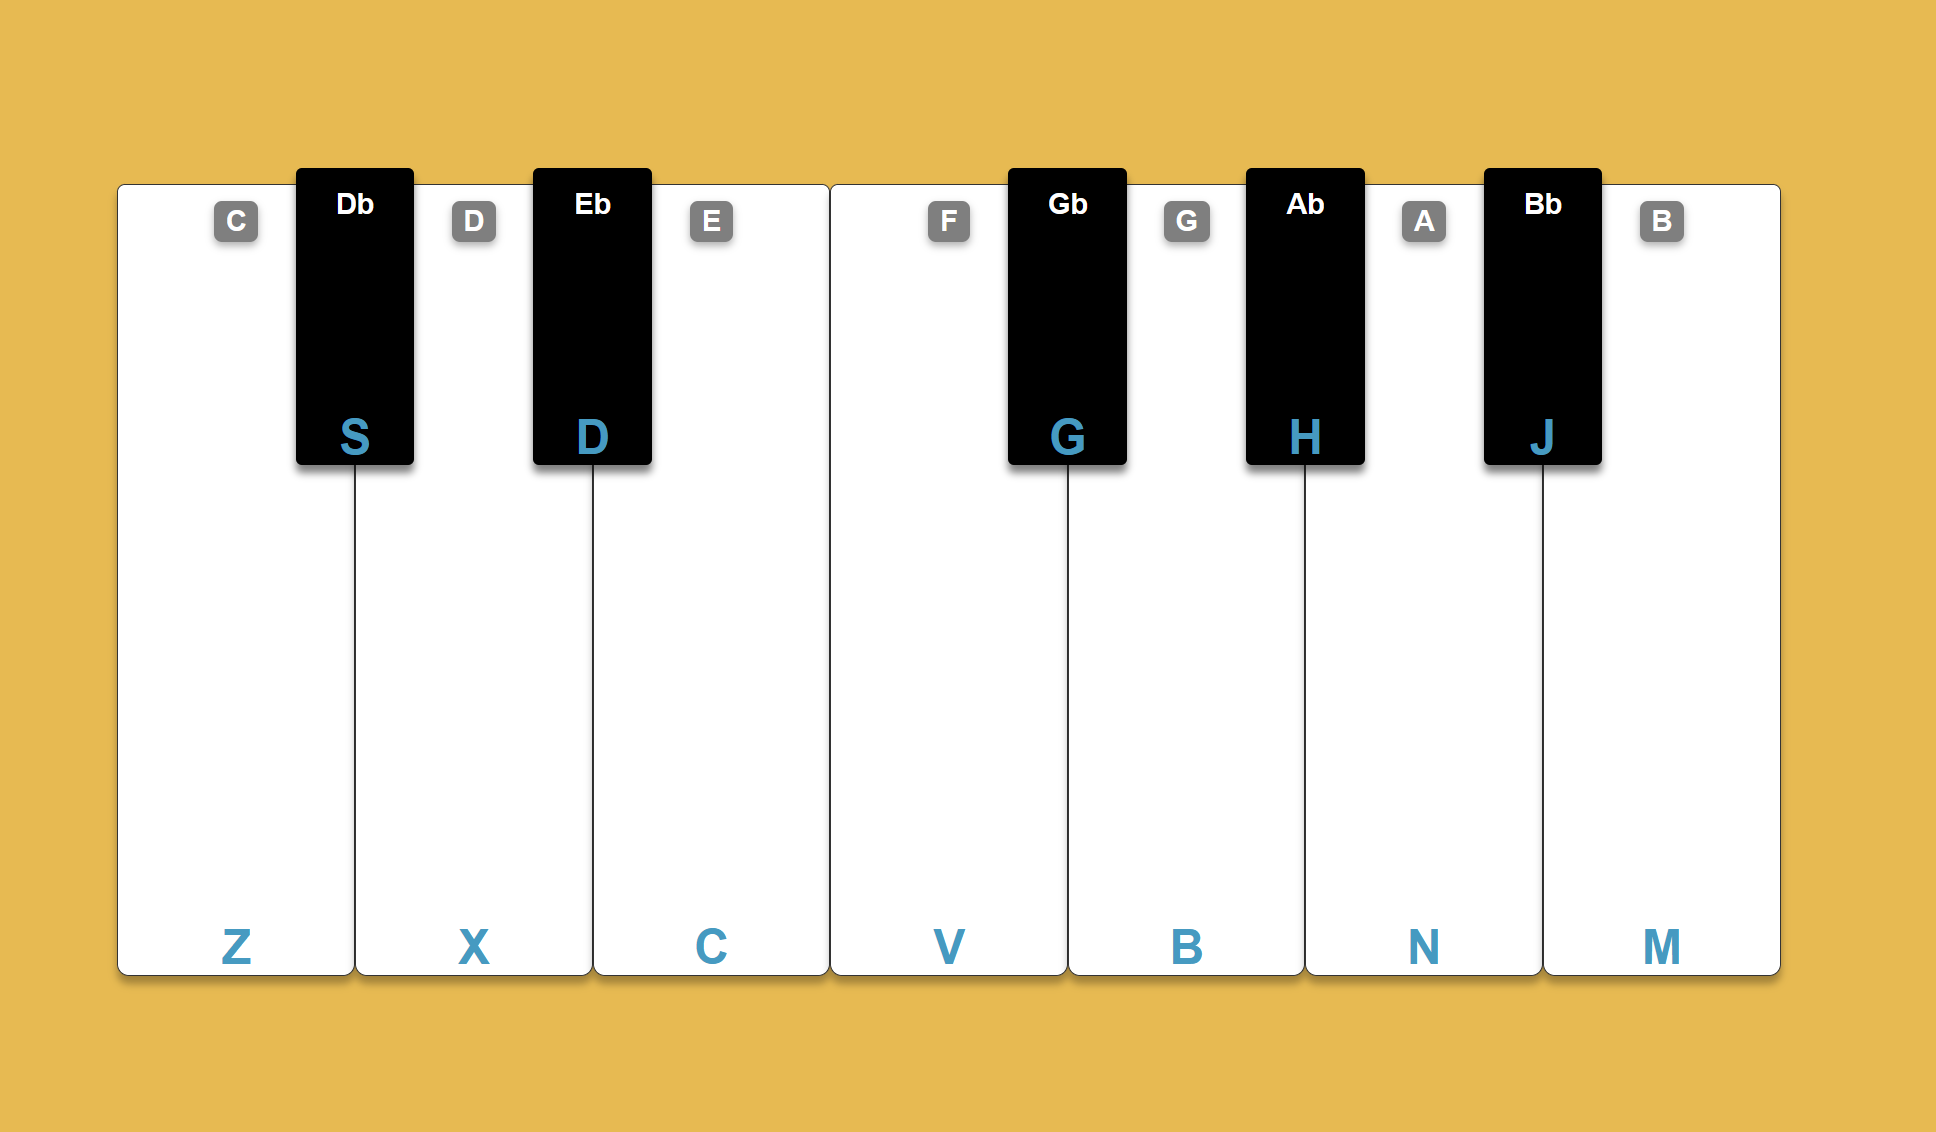 Db Eb Gb Ab Bb
C D E F G A B
S D G H J
Z X C V B N M